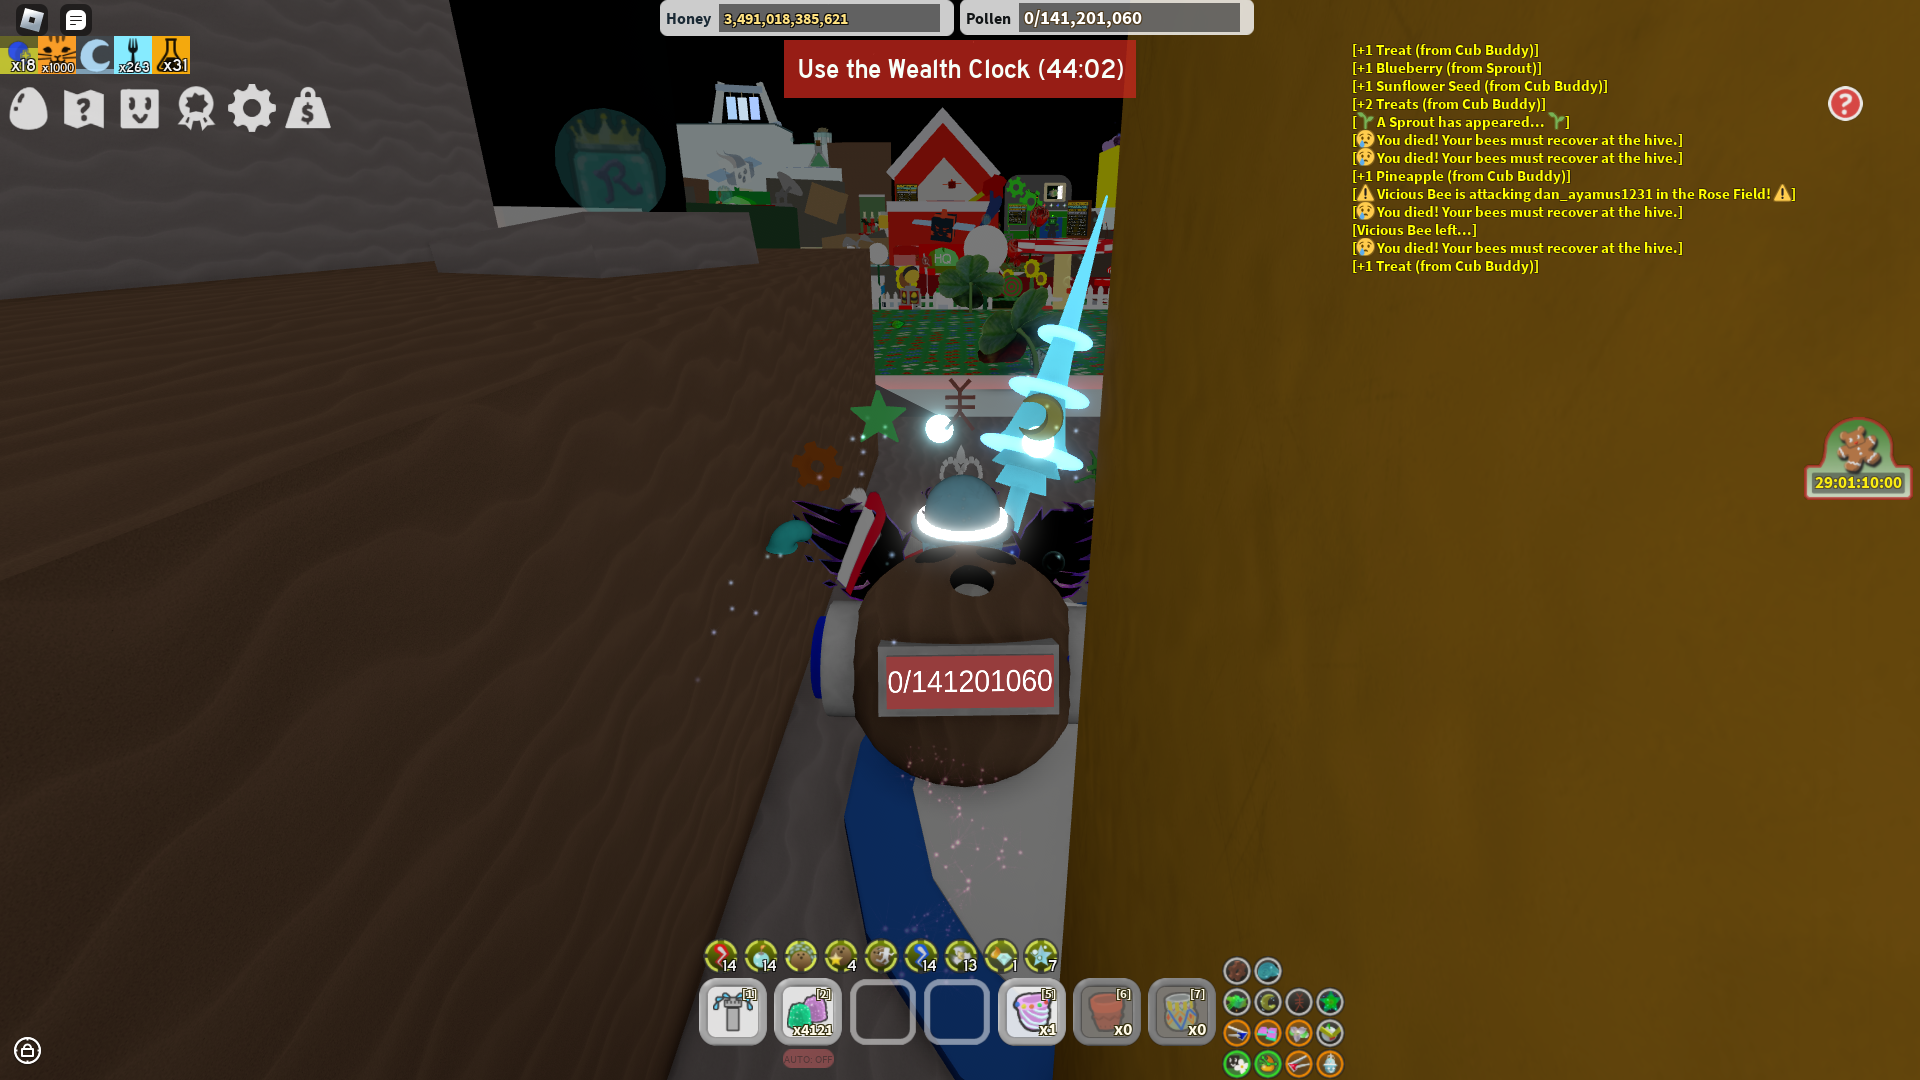 Honey
3,491,018,385,621
Pollen
0/141,201,060
Use the Wealth Clock (44:02)
x18
x1000
x263
x31
[+1 Treat (from Cub Buddy)]
[+1 Blueberry (from Sprout)]
[+1 Sunflower Seed (from Cub Buddy)]
[+2 Treats (from Cub Buddy)]
[🌱 A Sprout has appeared... 🌱]
[😢 You died! Your bees must recover at the hive.]
[😢 You died! Your bees must recover at the hive.]
[+1 Pineapple (from Cub Buddy)]
[⚠️ Vicious Bee is attacking dan_ayamus1231 in the Rose Field! ⚠️]
[😢 You died! Your bees must recover at the hive.]
[Vicious Bee left...]
[😢 You died! Your bees must recover at the hive.]
[+1 Treat (from Cub Buddy)]
?
?
$
R
HQ
29:01:10:00
0/141201060
14
14
4
14
13
1
7
[1]
[2]
x4121
[5]
x1
[6]
x0
[7]
x0
AUTO: OFF